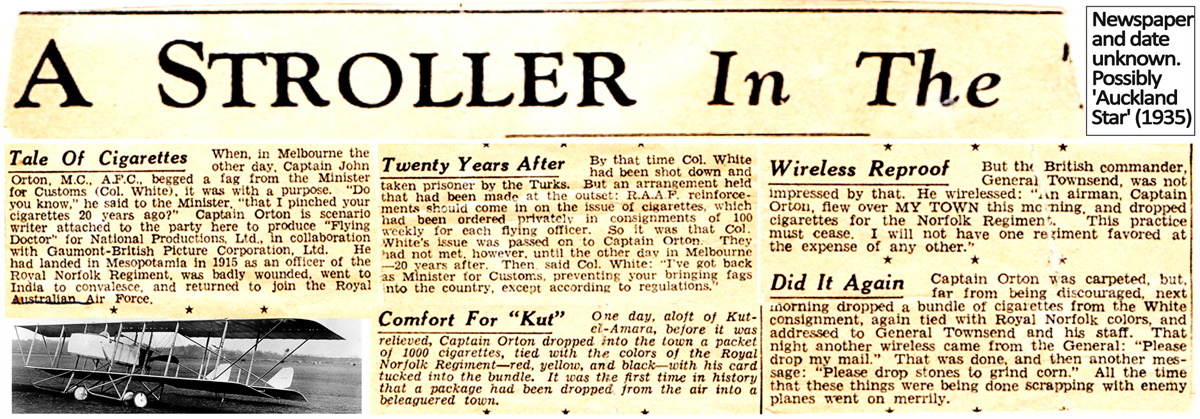 A STROLLER In The
Newspaper
and date
unknown.
Possibly
'Auckland
Star' (1935)
Tale Of Cigarettes When, in Melbourne the
other day, Captain John
Orton, M.C., A.F.C., begged a fag from the Minister
for Customs (Col. White), it was with a purpose. "Do
you know," he said to the Minister, "that I pinched your
cigarettes 20 years ago?" Captain Orton is scenario
writer attached to the party here to produce "Flying
Doctor" for National Productions, Ltd., in collaboration
with Gaumont-British Picture Corporation, Ltd. He
had landed in Mesopotamia in 1915 as an officer of the
Royal Norfolk Regiment, was badly wounded, went to
India to convalesce, and returned to join the Royal
Australian Air Force.
Twenty Years After By that time Col. White
had been shot down and
taken prisoner by the Turks. But an arrangement held
that had been made at the outset: R.A.A.F. reinforce-
ments should come in on the issue of cigarettes, which
had been ordered privately in consignments of 100
weekly for each flying officer. So it was that Col.
White's issue was passed on to Captain Orton. They
had not met, however, until the other day in Melbourne
—20 years after. Then, said Col. White: "I've got back
as Minister for Customs, preventing your bringing fags
into the country, except according to regulations."
Comfort For "Kut" One day, aloft of Kut-
el-Amara, before it was
relieved, Captain Orton dropped into the town a packet
of 1000 cigarettes, tied with the colors of the Royal
Norfolk Regiment—red, yellow, and black—with his card
tucked into the bundle. It was the first time in history
that a package had been dropped from the air into a
beleaguered town.
Wireless Reproof But the British commander,
General Townsend, was not
impressed by that. He wirelessed: "An airman, Captain
Orton, flew over MY TOWN this morning, and dropped
cigarettes for the Norfolk Regiment. This practice
must cease. I will not have one regiment favored at
the expense of any other."
Did It Again Captain Orton was carpeted, but,
far from being discouraged, next
morning dropped a bundle of cigarettes from the White
consignment, again tied with Royal Norfolk colors, and
addressed to General Townsend and his staff. That
night another wireless came from the General: "Please
drop my mail." That was done, and then another mes-
sage: "Please drop stones to grind corn." All the time
that these things were being done scrapping with enemy
planes went on merrily.